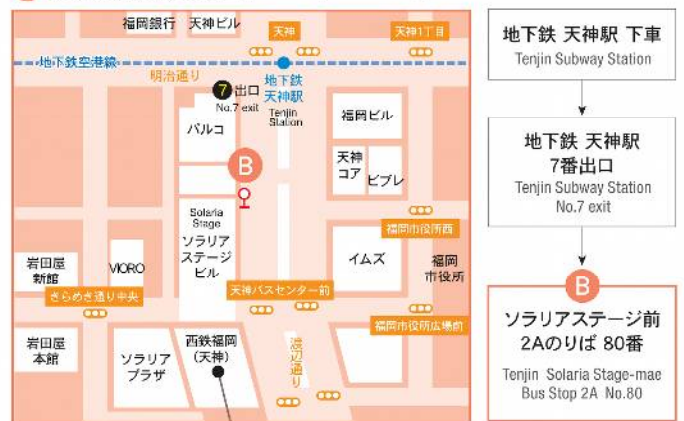 福岡銀行
天神ビル
天神
天神1丁目
地下鉄空港線
明治通り
7
出口
No.7 exit
地下鉄
天神駅
Tenjin
Station
パルコ
福岡ビル
天神
コア
ビブレ
B
Solaria
Stage
ソラリア
ステージ
ビル
福岡市役所西
岩田屋
新館
VIORO
イムズ
福岡
市役所
きらめき通り中央
天神バスセンター前
福岡市役所広場前
岩田屋
本館
ソラリア
プラザ
西鉄福岡
(天神)
渡辺通り
地下鉄 天神駅 下車
Tenjin Subway Station
地下鉄 天神駅
7番出口
Tenjin Subway Station
No.7 exit
B
ソラリアステージ前
2Aのりば 80番
Tenjin Solaria Stage-mae
Bus Stop 2A No.80